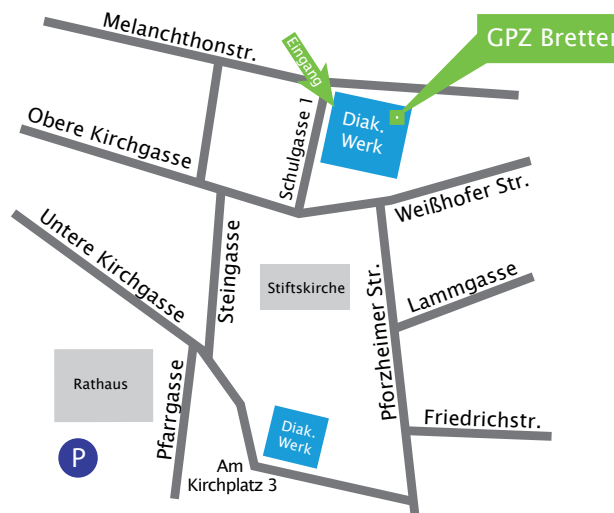 Melanchthonstr.
Eingang
GPZ Bretten
Obere Kirchgasse
Schulgasse 1
Diak.
Werk
Weißhofer Str.
Untere Kirchgasse
Steingasse
Stiftskirche
Pforzheimer Str.
Lammgasse
Rathaus
Pfarrgasse
Diak.
Werk
Friedrichstr.
P
Am
Kirchplatz 3